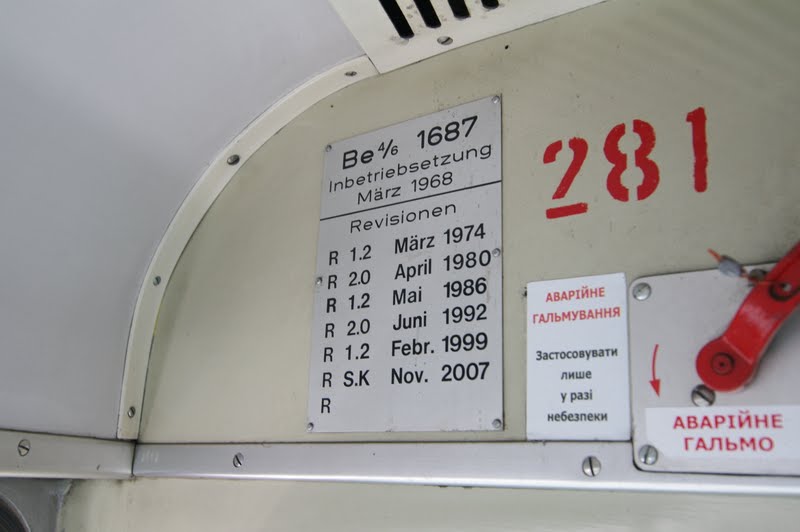 Be 4/6 1687
Inbetriebsetzung
März 1968
Revisionen
R 1.2 März 1974
R 2.0 April 1980
R 1.2 Mai 1986
R 2.0 Juni 1992
R 1.2 Febr. 1999
R S.K Nov. 2007
R
281
АВАРІЙНЕ
ГАЛЬМУВАННЯ
Застосовувати
лише
у разі
небезпеки
АВАРІЙНЕ
ГАЛЬМО